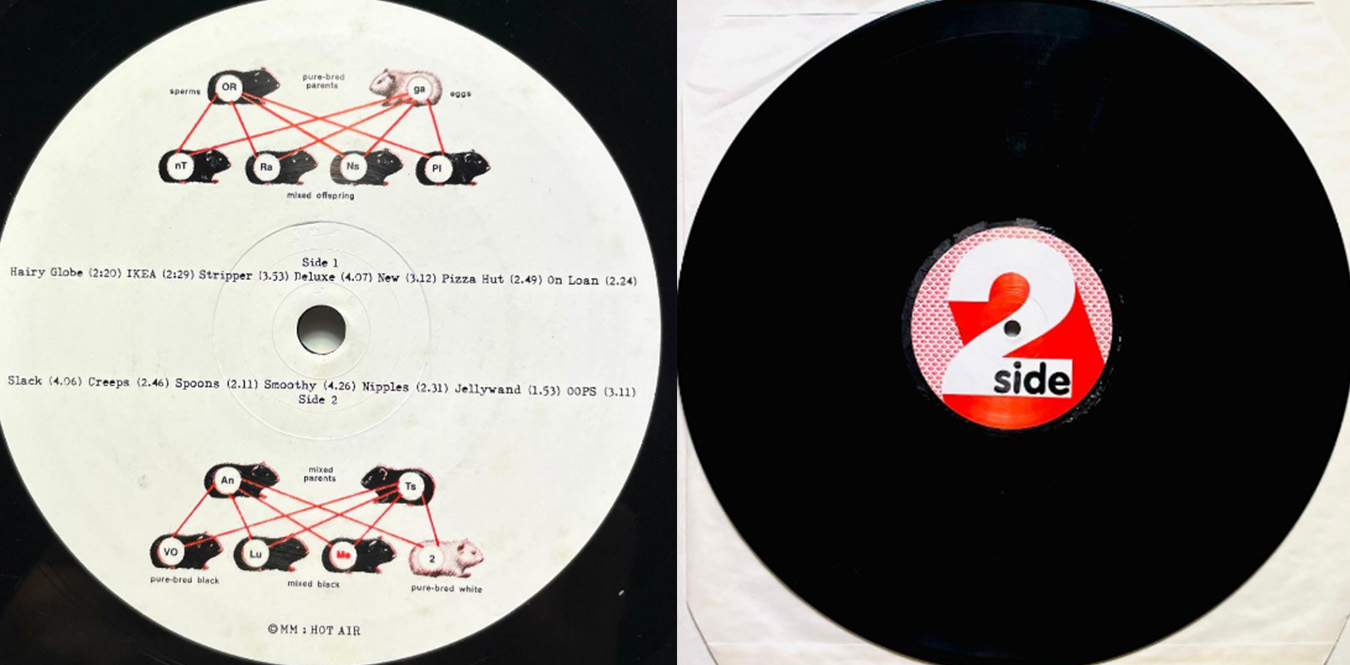 pure-bred
parents
sperms OR ga eggs
nT Ra Ns Pl
mixed offspring
Side 1
Hairy Globe (2:20) IKEA (2:29) Stripper (3.53) Deluxe (4.07) New (3.12) Pizza Hut (2.49) On Loan (2.24)
Slack (4.06) Creeps (2.46) Spoons (2.11) Smoothy (4.26) Nipples (2.31) Jellywand (1.53) OOPS (3.11)
Side 2
mixed
parents
An Ts
VO Lu Me 2
pure-bred black mixed black pure-bred white
©MM : HOT AIR
2
side